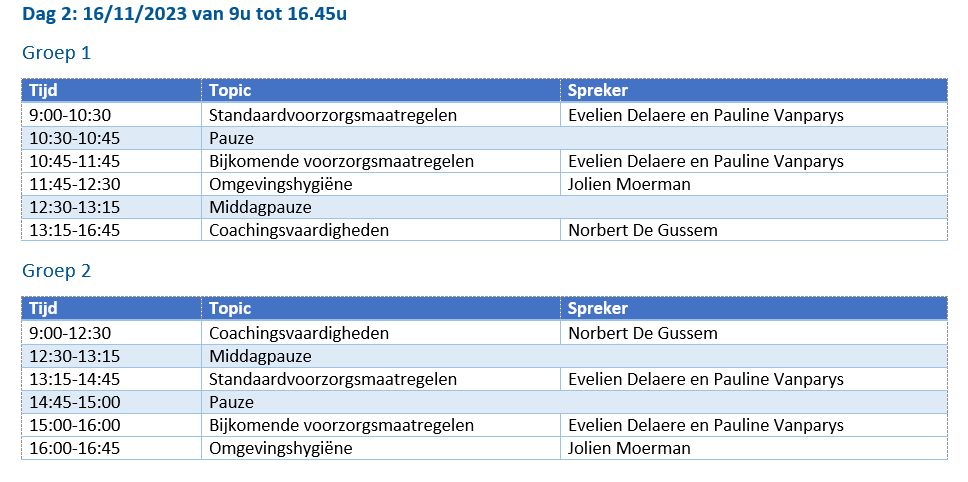 Dag 2: 16/11/2023 van 9u tot 16.45u
Groep 1
Tijd Topic Spreker
9:00-10:30 Standaardvoorzorgsmaatregelen Evelien Delaere en Pauline Vanparys
10:30-10:45 Pauze
10:45-11:45 Bijkomende voorzorgsmaatregelen Evelien Delaere en Pauline Vanparys
11:45-12:30 Omgevingshygiëne Jolien Moerman
12:30-13:15 Middagpauze
13:15-16:45 Coachingsvaardigheden Norbert De Gussem
Groep 2
Tijd Topic Spreker
9:00-12:30 Coachingsvaardigheden Norbert De Gussem
12:30-13:15 Middagpauze
13:15-14:45 Standaardvoorzorgsmaatregelen Evelien Delaere en Pauline Vanparys
14:45-15:00 Pauze
15:00-16:00 Bijkomende voorzorgsmaatregelen Evelien Delaere en Pauline Vanparys
16:00-16:45 Omgevingshygiëne Jolien Moerman